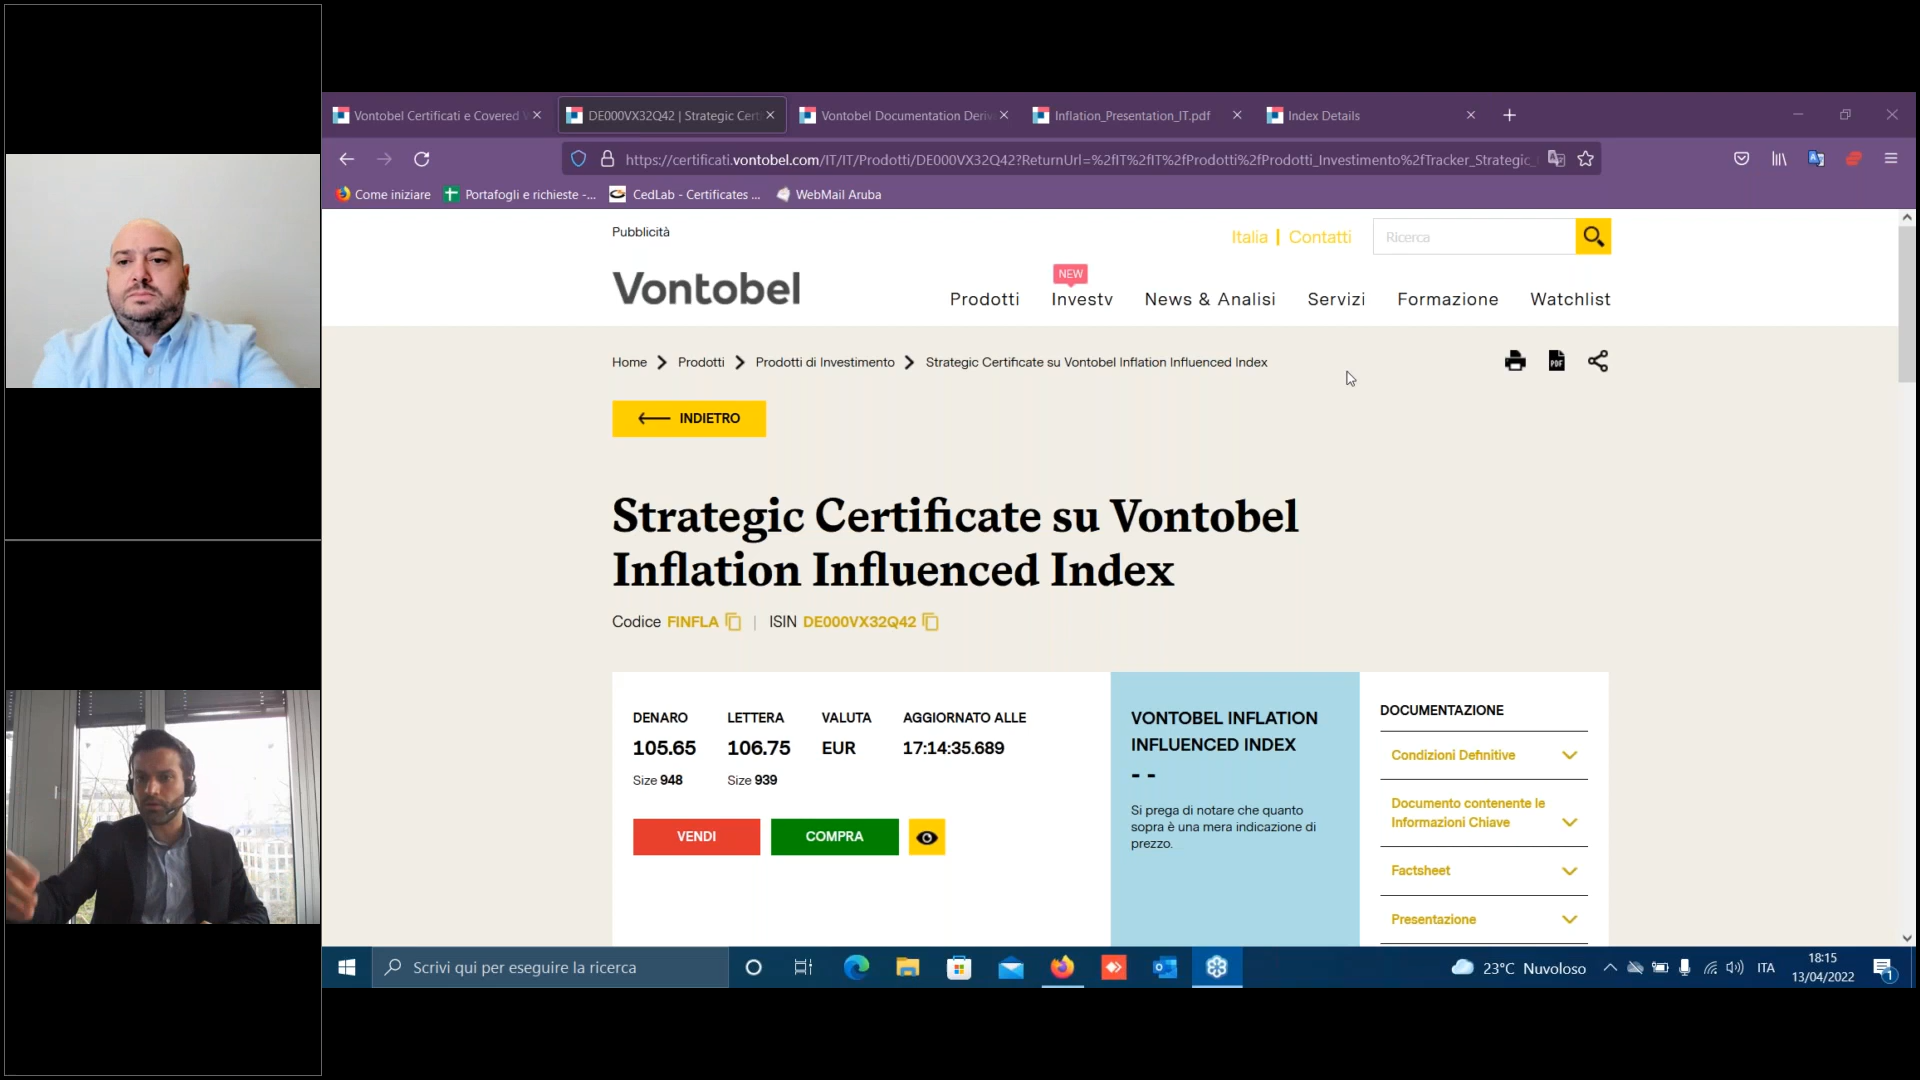 Vontobel Certificati e Covered
DE000VX32Q42 | Strategic Cert
Vontobel Documentation Deriv
Inflation_Presentation_IT.pdf
Index Details
https://certificati.vontobel.com/IT/IT/Prodotti/DE000VX32Q42?ReturnUrl=%2fIT%2fIT%2fProdotti%2fProdotti_Investimento%2fTracker_Strategic_
Come iniziare
Portafogli e richieste -...
CedLab - Certificates ...
WebMail Aruba
Pubblicità
Italia | Contatti
Ricerca
Vontobel
NEW
Prodotti
Investv
News & Analisi
Servizi
Formazione
Watchlist
Home
Prodotti
Prodotti di Investimento
Strategic Certificate su Vontobel Inflation Influenced Index
PDF
INDIETRO
Strategic Certificate su Vontobel
Inflation Influenced Index
Codice FINFLA | ISIN DE000VX32Q42
DENARO
LETTERA
VALUTA
AGGIORNATO ALLE
105.65
106.75
EUR
17:14:35.689
Size 948
Size 939
VENDI
COMPRA
VONTOBEL INFLATION
INFLUENCED INDEX
- -
Si prega di notare che quanto
sopra è una mera indicazione di
prezzo.
DOCUMENTAZIONE
Condizioni Definitive
Documento contenente le
Informazioni Chiave
Factsheet
Presentazione
Scrivi qui per eseguire la ricerca
23°C Nuvoloso
ITA
18:15
13/04/2022
1